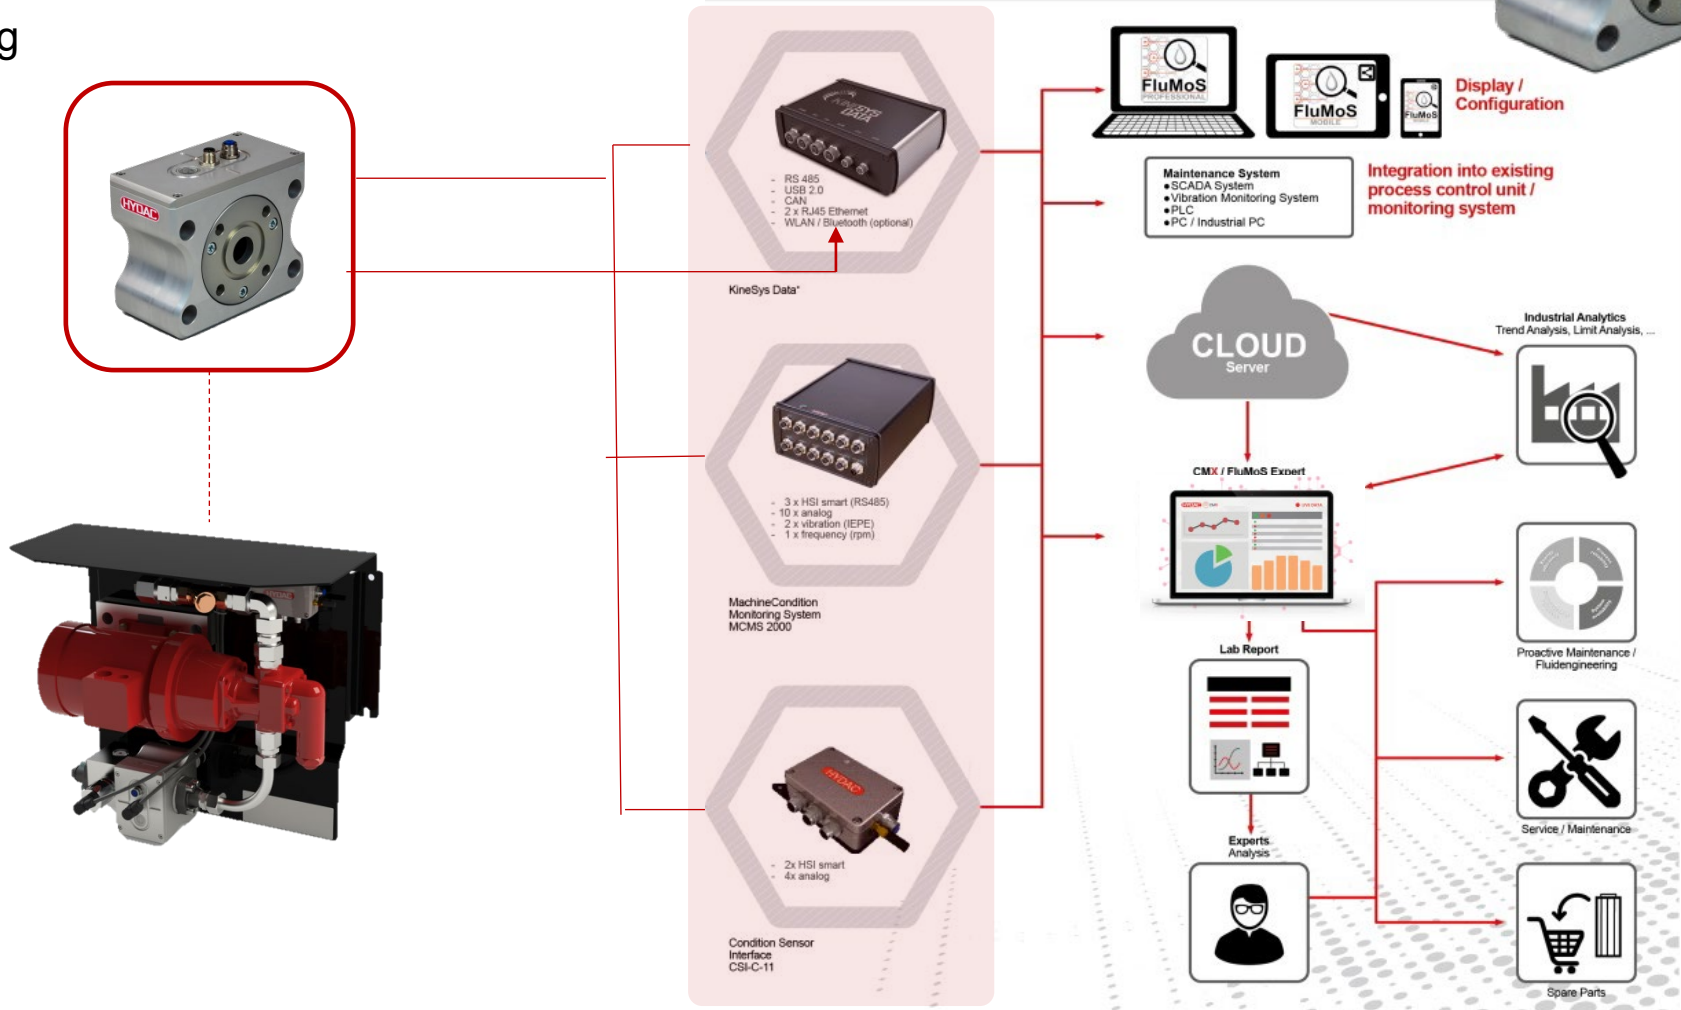 g
HYDAC
KINESYS
DATA
- RS 485
- USB 2.0
- CAN
- 2 x RJ45 Ethernet
- WLAN / Bluetooth (optional)
KineSys Data*
- 3 x HSI smart (RS485)
- 10 x analog
- 2 x vibration (IEPE)
- 1 x frequency (rpm)
MachineCondition
Monitoring System
MCMS 2000
HYDAC
- 2x HSI smart
- 4x analog
Condition Sensor
Interface
CSI-C-11
FluMoS
PROFESSIONAL
FluMoS
MOBILE
FluMoS
Display /
Configuration
Maintenance System
●SCADA System
●Vibration Monitoring System
●PLC
●PC / Industrial PC
Integration into existing
process control unit /
monitoring system
CLOUD
Server
Industrial Analytics
Trend Analysis, Limit Analysis, ...
CMX / FluMoS Expert
HYDAC
Lab Report
Experts
Analysis
Proactive Maintenance /
Fluidengineering
Service / Maintenance
Spare Parts